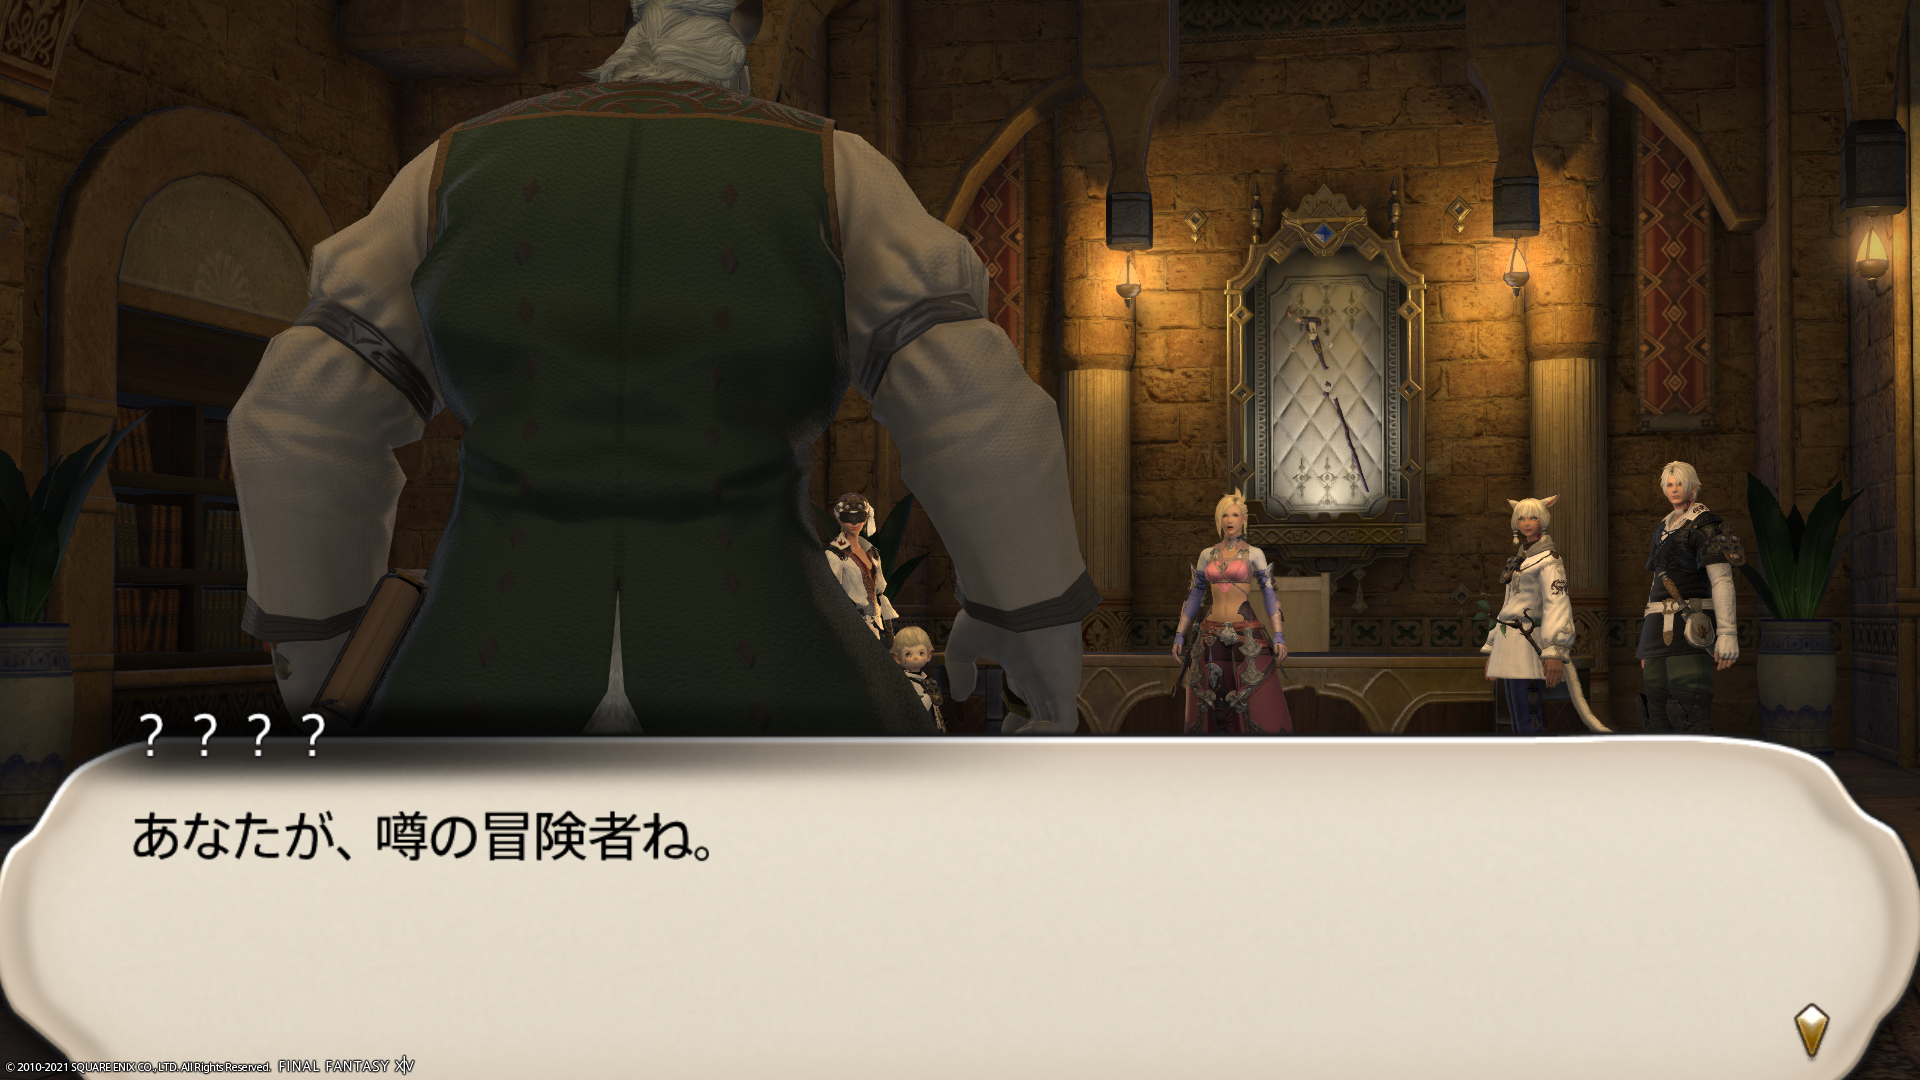 ？？？？
あなたが、噂の冒険者ね。
© 2010-2021 SQUARE ENIX CO., LTD. All Rights Reserved. FINAL FANTASY XIV